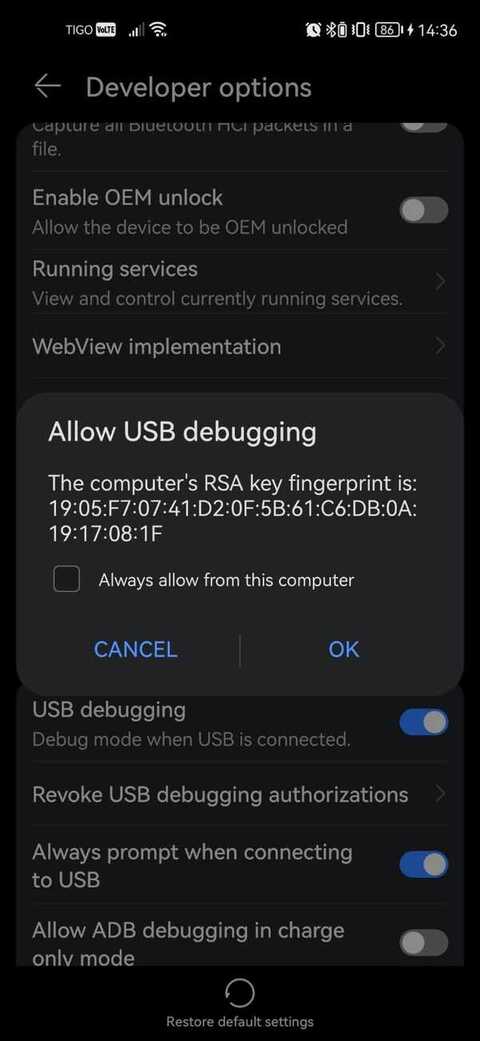 TIGO VoLTE 86 14:36
Developer options
Capture all Bluetooth HCI packets in a
file.
Enable OEM unlock
Allow the device to be OEM unlocked
Running services
View and control currently running services.
WebView implementation
Allow USB debugging
The computer's RSA key fingerprint is:
19:05:F7:07:41:D2:0F:5B:61:C6:DB:0A:
19:17:08:1F
Always allow from this computer
CANCEL OK
USB debugging
Debug mode when USB is connected.
Revoke USB debugging authorizations
Always prompt when connecting
to USB
Allow ADB debugging in charge
only mode
Restore default settings